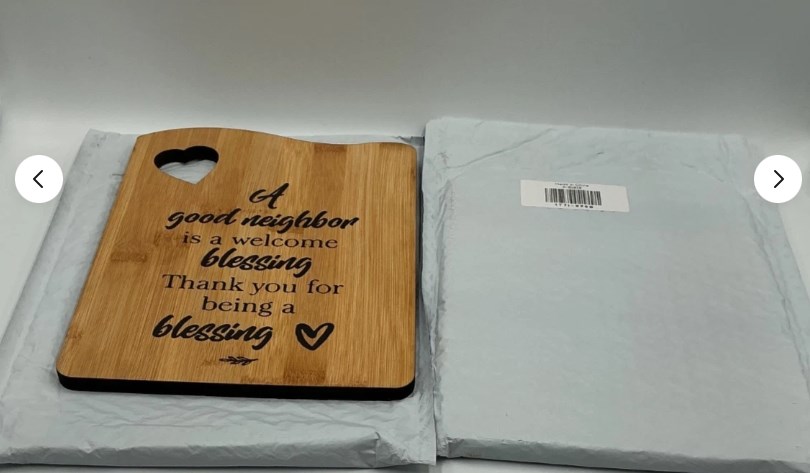 A
good neighbor
is a welcome
blessing
Thank you for
being a
blessing